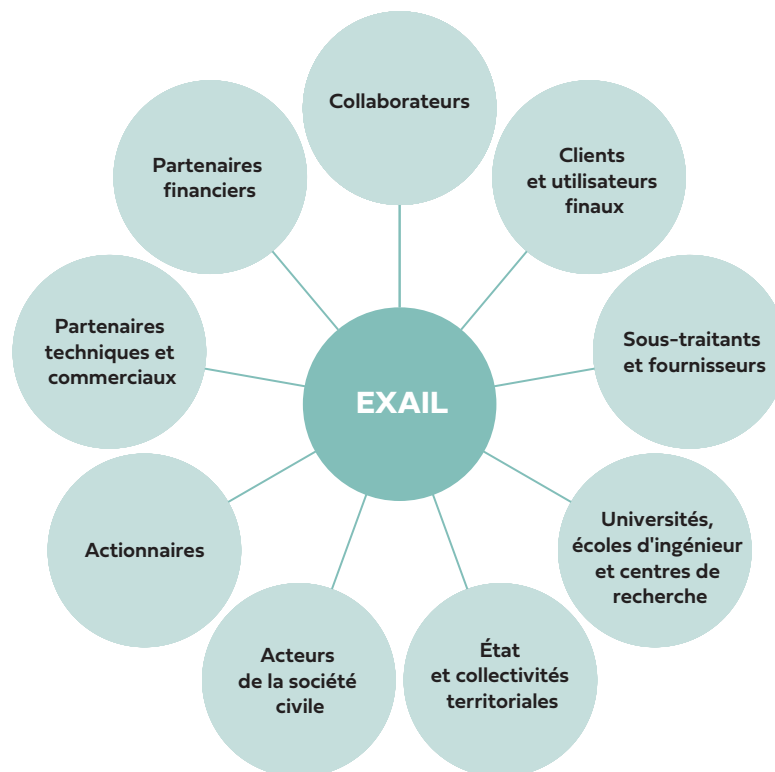 Collaborateurs
Clients
et utilisateurs
finaux
Sous-traitants
et fournisseurs
Universités,
écoles d'ingénieur
et centres de
recherche
État
et collectivités
territoriales
Acteurs
de la société
civile
Actionnaires
Partenaires
techniques et
commerciaux
Partenaires
financiers
EXAIL